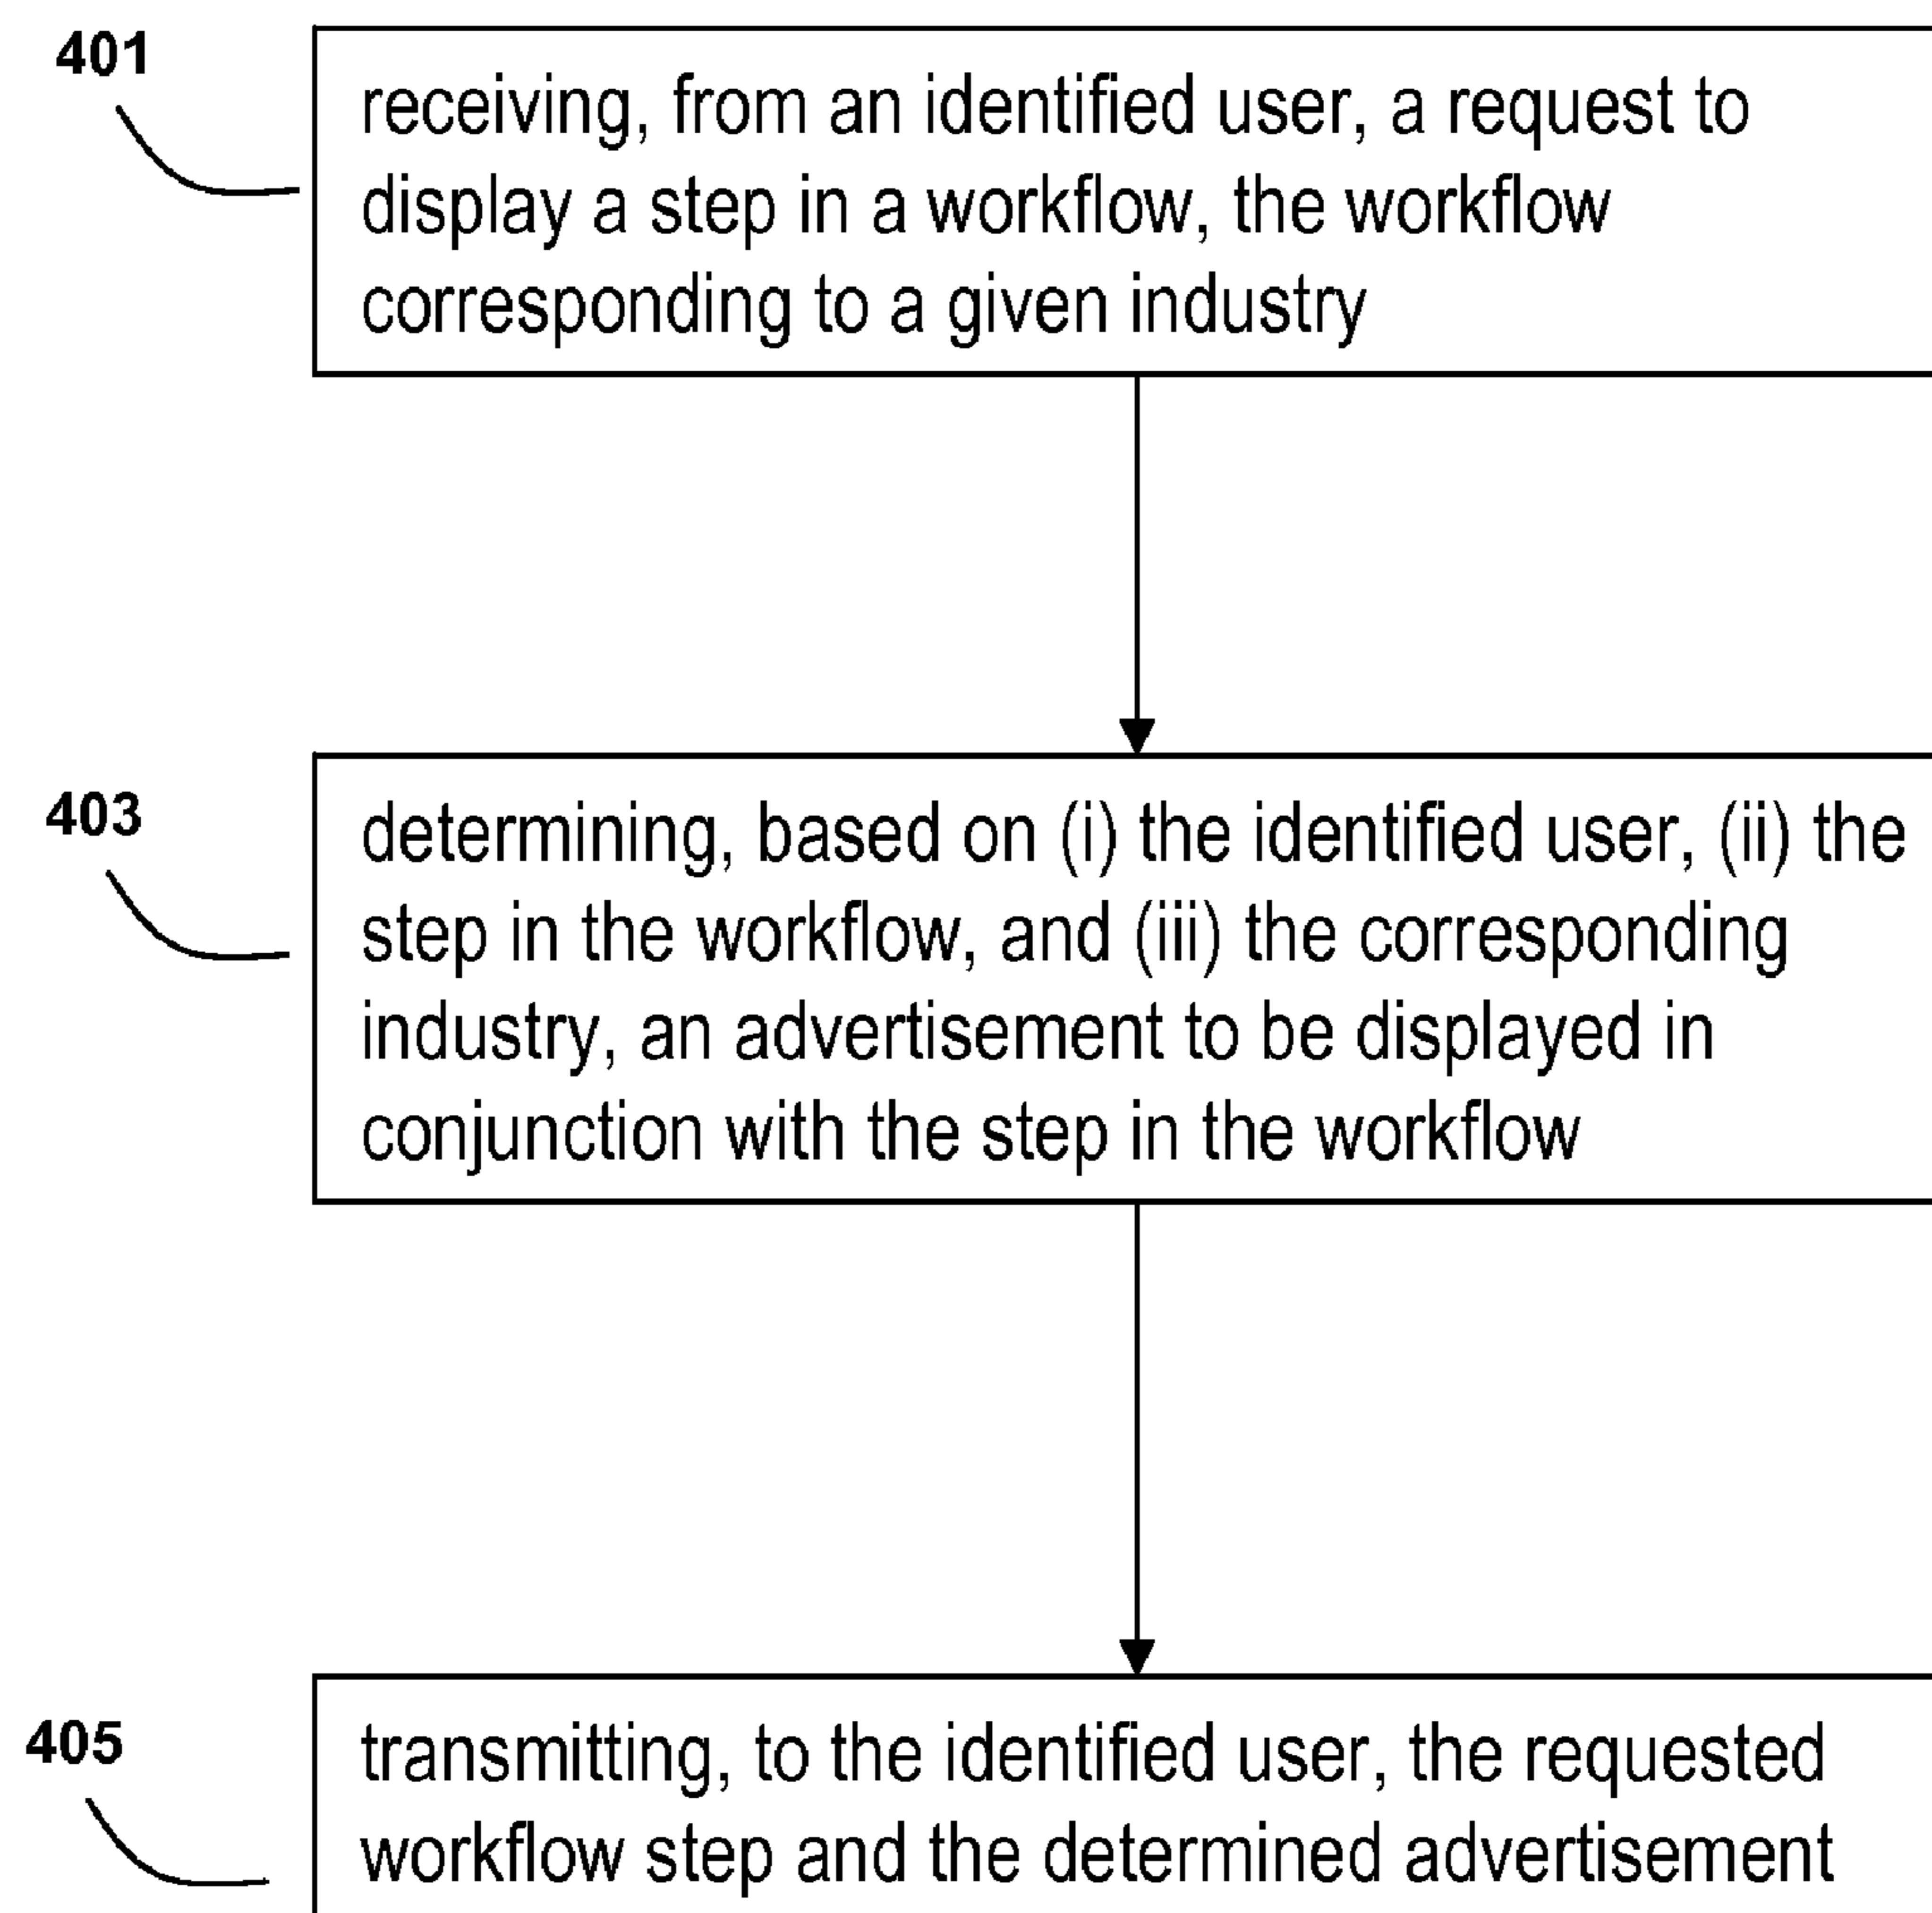 401
receiving, from an identified user, a request to
display a step in a workflow, the workflow
corresponding to a given industry
403
determining, based on (i) the identified user, (ii) the
step in the workflow, and (iii) the corresponding
industry, an advertisement to be displayed in
conjunction with the step in the workflow
405
transmitting, to the identified user, the requested
workflow step and the determined advertisement